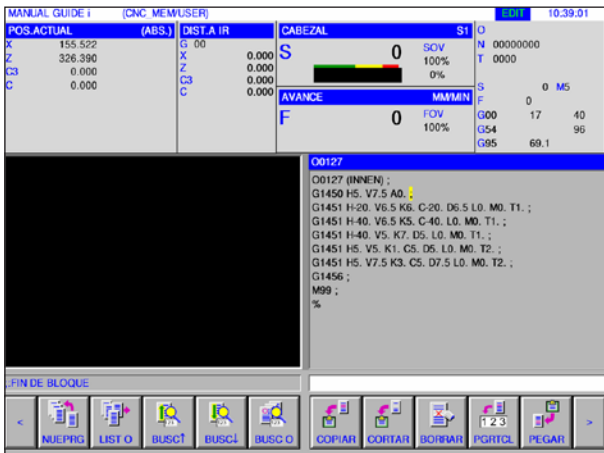 MANUAL GUIDE i (CNC_MEM/USER) EDIT 10:39:01
POS.ACTUAL (ABS.)
X 155.522
Z 326.390
C3 0.000
C 0.000
DIST.A IR
G 00
X 0.000
Z 0.000
C3 0.000
C 0.000
CABEZAL S1
S 0 SOV
100%
0%
AVANCE MM/MIN
F 0 FOV
100%
O
N 00000000
T 0000
S 0 M5
F 0
G00 17 40
G54 96
G95 69.1
O0127
O0127 (INNEN) ;
G1450 H5. V7.5 A0. ;
G1451 H-20. V6.5 K6. C-20. D6.5 L0. M0. T1. ;
G1451 H-40. V6.5 K5. C-40. L0. M0. T1. ;
G1451 H-40. V5. K7. D5. L0. M0. T1. ;
G1451 H5. V5. K1. C5. D5. L0. M0. T2. ;
G1451 H5. V7.5 K3. C5. D7.5 L0. M0. T2. ;
G1456 ;
M99 ;
%
;:FIN DE BLOQUE
< NUEPRG LIST O BUSC↑ BUSC↓ BUSC O COPIAR CORTAR BORRAR PGRTCL PEGAR >